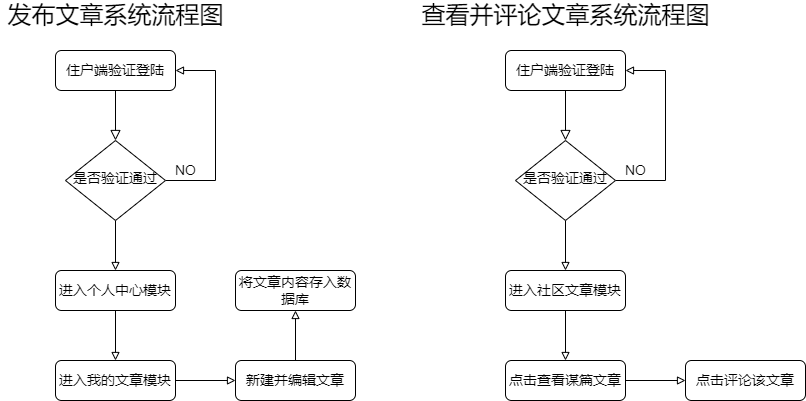 发布文章系统流程图
住户端验证登陆
是否验证通过
NO
进入个人中心模块
进入我的文章模块
新建并编辑文章
将文章内容存入数
据库
查看并评论文章系统流程图
住户端验证登陆
是否验证通过
NO
进入社区文章模块
点击查看谋篇文章
点击评论该文章